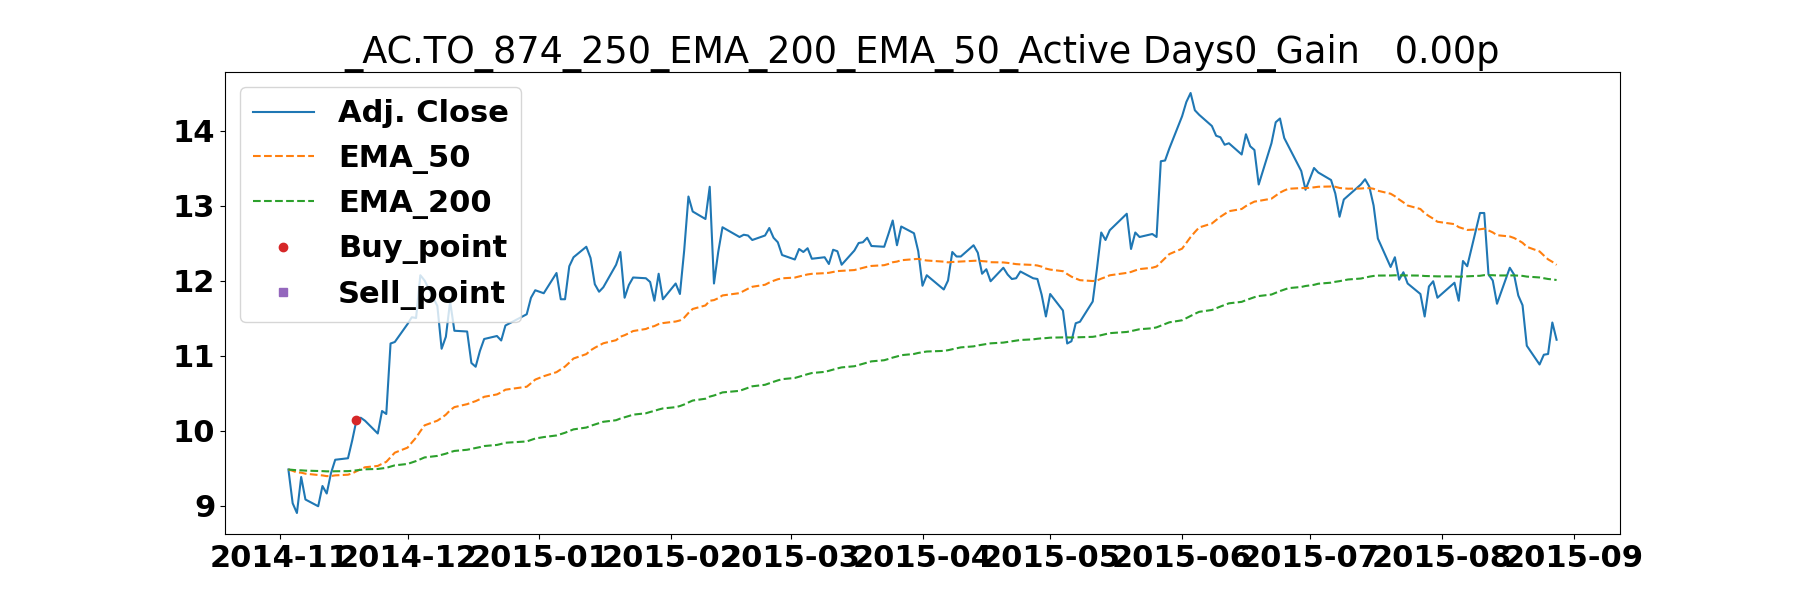 _AC.TO_874_250_EMA_200_EMA_50_Active Days0_Gain   0.00p
Adj. Close
EMA_50
EMA_200
Buy_point
Sell_point
14
13
12
11
10
9
2014-11 2014-12 2015-01 2015-02 2015-03 2015-04 2015-05 2015-06 2015-07 2015-08 2015-09